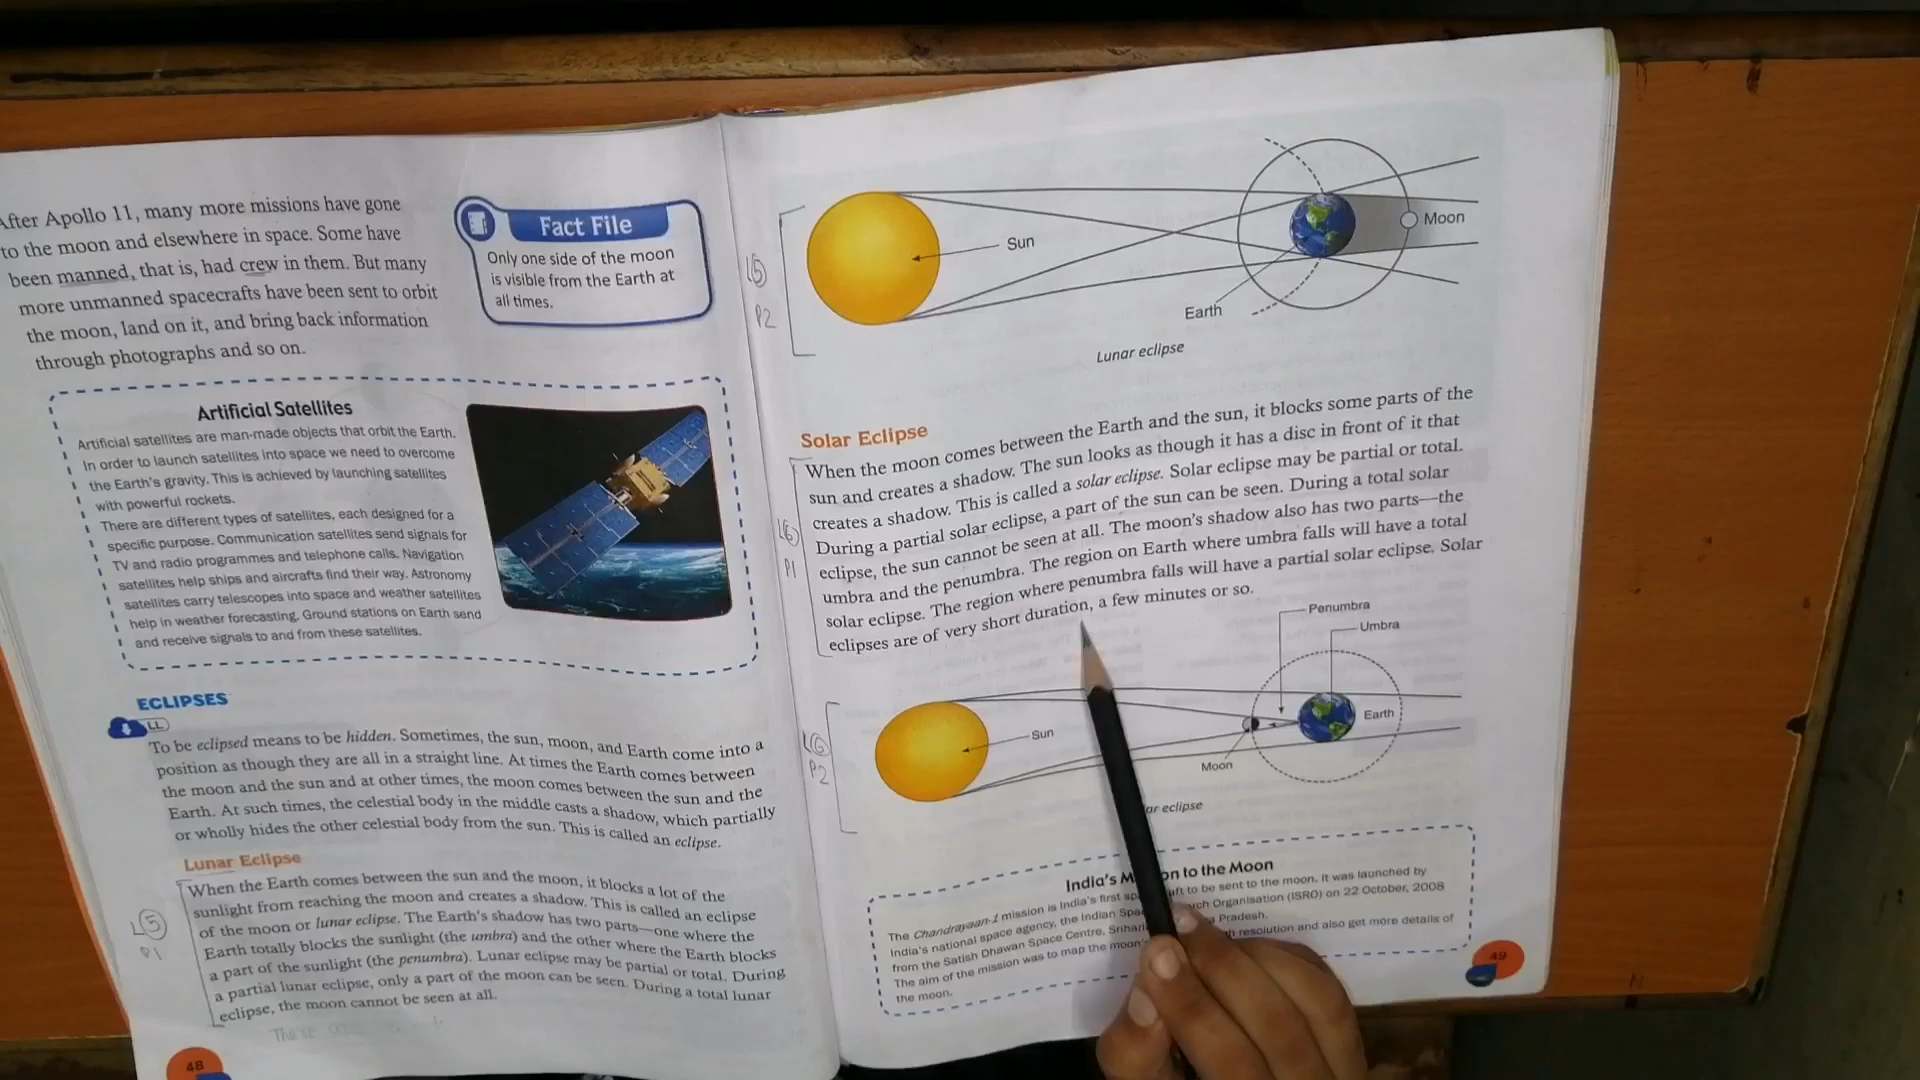 After Apollo 11, many more missions have gone
to the moon and elsewhere in space. Some have
been manned, that is, had crew in them. But many
more unmanned spacecrafts have been sent to orbit
the moon, land on it, and bring back information
through photographs and so on.
Fact File
Only one side of the moon
is visible from the Earth at
all times.
Artificial Satellites
Artificial satellites are man-made objects that orbit the Earth.
In order to launch satellites into space we need to overcome
the Earth's gravity. This is achieved by launching satellites
with powerful rockets.
There are different types of satellites, each designed for a
specific purpose. Communication satellites send signals for
TV and radio programmes and telephone calls. Navigation
satellites help ships and aircrafts find their way. Astronomy
satellites carry telescopes into space and weather satellites
help in weather forecasting. Ground stations on Earth send
and receive signals to and from these satellites.
ECLIPSES
LL
To be eclipsed means to be hidden. Sometimes, the sun, moon, and Earth come into a
position as though they are all in a straight line. At times the Earth comes between
the moon and the sun and at other times, the moon comes between the sun and the
Earth. At such times, the celestial body in the middle casts a shadow, which partially
or wholly hides the other celestial body from the sun. This is called an eclipse.
Lunar Eclipse
When the Earth comes between the sun and the moon, it blocks a lot of the
sunlight from reaching the moon and creates a shadow. This is called an eclipse
of the moon or lunar eclipse. The Earth's shadow has two parts—one where the
Earth totally blocks the sunlight (the umbra) and the other where the Earth blocks
a part of the sunlight (the penumbra). Lunar eclipse may be partial or total. During
a partial lunar eclipse, only a part of the moon can be seen. During a total lunar
eclipse, the moon cannot be seen at all.
L5
P1
48
Sun
Moon
Earth
Lunar eclipse
L5
P2
Solar Eclipse
When the moon comes between the Earth and the sun, it blocks some parts of the
sun and creates a shadow. The sun looks as though it has a disc in front of it that
creates a shadow. This is called a solar eclipse. Solar eclipse may be partial or total.
During a partial solar eclipse, a part of the sun can be seen. During a total solar
eclipse, the sun cannot be seen at all. The moon's shadow also has two parts—the
umbra and the penumbra. The region on Earth where umbra falls will have a total
solar eclipse. The region where penumbra falls will have a partial solar eclipse. Solar
eclipses are of very short duration, a few minutes or so.
L6
P1
Penumbra
Umbra
Sun
Earth
Moon
ar eclipse
L6
P2
India's M on to the Moon
The Chandrayaan-1 mission is India's first sp aft to be sent to the moon. It was launched by
India's national space agency, the Indian Spa arch Organisation (ISRO) on 22 October, 2008
from the Satish Dhawan Space Centre, Srihari a Pradesh.
The aim of the mission was to map the moon' resolution and also get more details of
the moon.
49